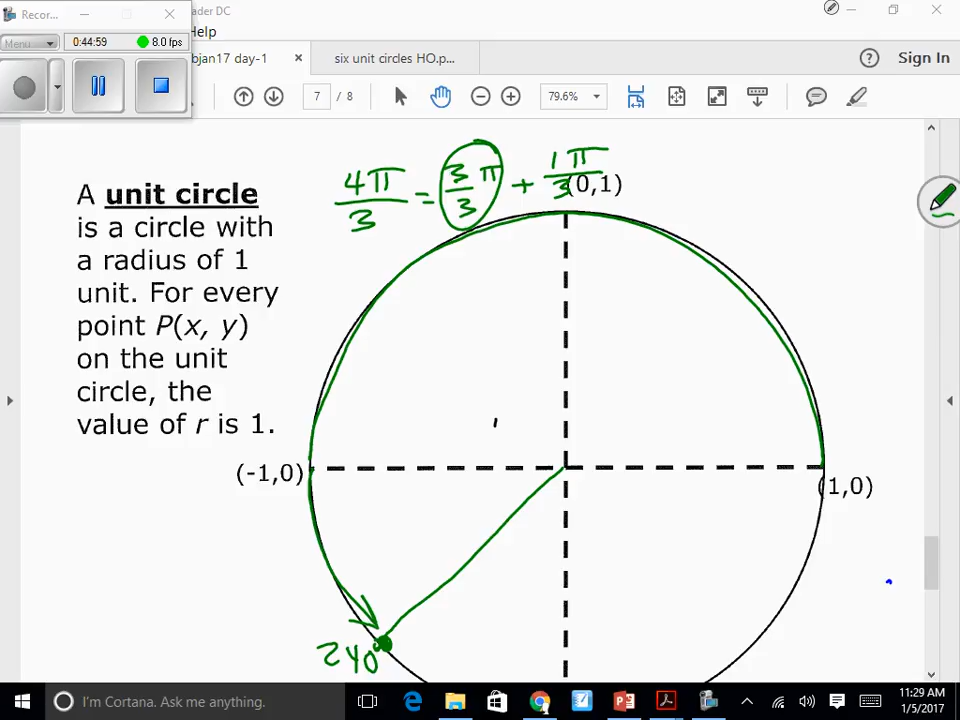 Recor...
ader DC
Menu
0:44:59
8.0 fps
Help
bjan17 day-1
six unit circles HO.p...
Sign In
7 / 8
79.6%
4π/3 = 3/3 π + 1π/3
(0,1)
A unit circle
is a circle with
a radius of 1
unit. For every
point P(x, y)
on the unit
circle, the
value of r is 1.
(-1,0)
(1,0)
240°
I'm Cortana. Ask me anything.
11:29 AM
1/5/2017